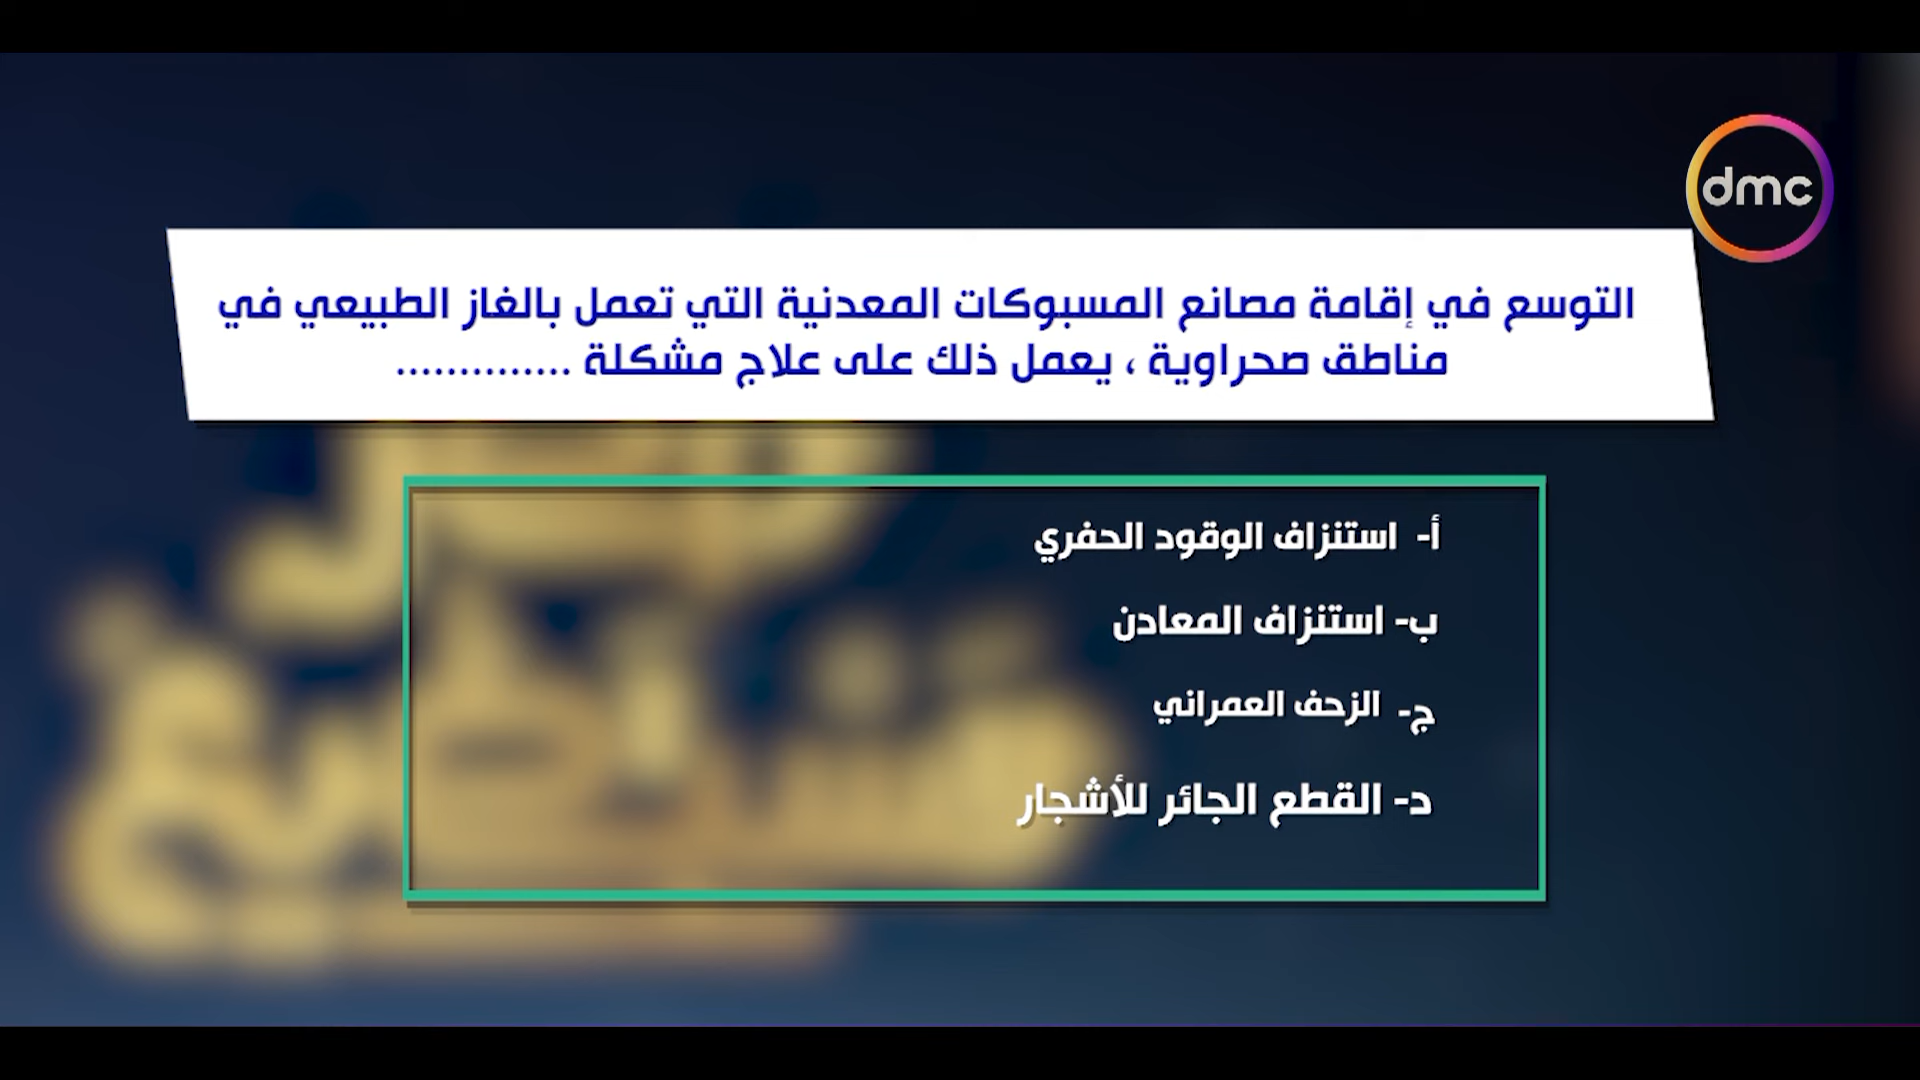 dmc
التوسع في إقامة مصانع المسبوكات المعدنية التي تعمل بالغاز الطبيعي في
مناطق صحراوية ، يعمل ذلك على علاج مشكلة ..............
أ- استنزاف الوقود الحفري
ب- استنزاف المعادن
ج- الزحف العمراني
د- القطع الجائر للأشجار